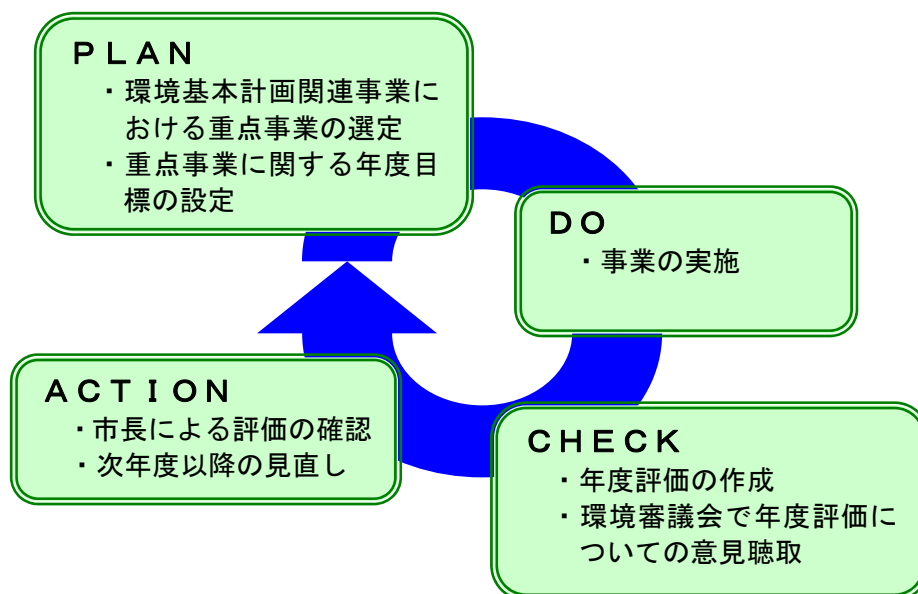 ＰＬＡＮ
・環境基本計画関連事業に
おける重点事業の選定
・重点事業に関する年度目
標の設定
ＤＯ
・事業の実施
ＣＨＥＣＫ
・年度評価の作成
・環境審議会で年度評価に
ついての意見聴取
ＡＣＴＩＯＮ
・市長による評価の確認
・次年度以降の見直し